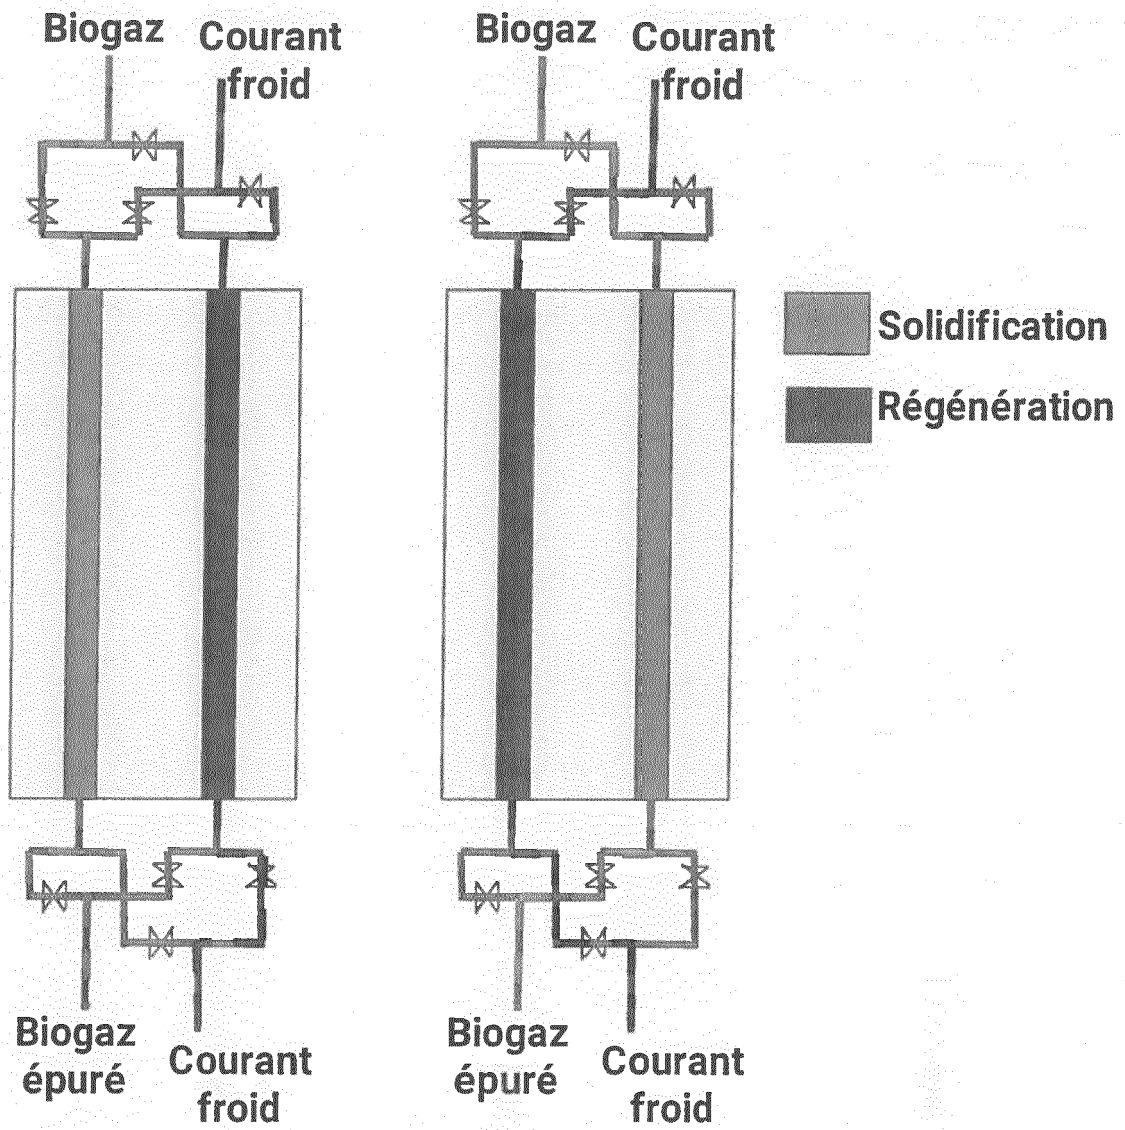 Biogaz
Courant
froid
Biogaz
Courant
froid
Solidification
Régénération
Biogaz
épuré
Courant
froid
Biogaz
épuré
Courant
froid